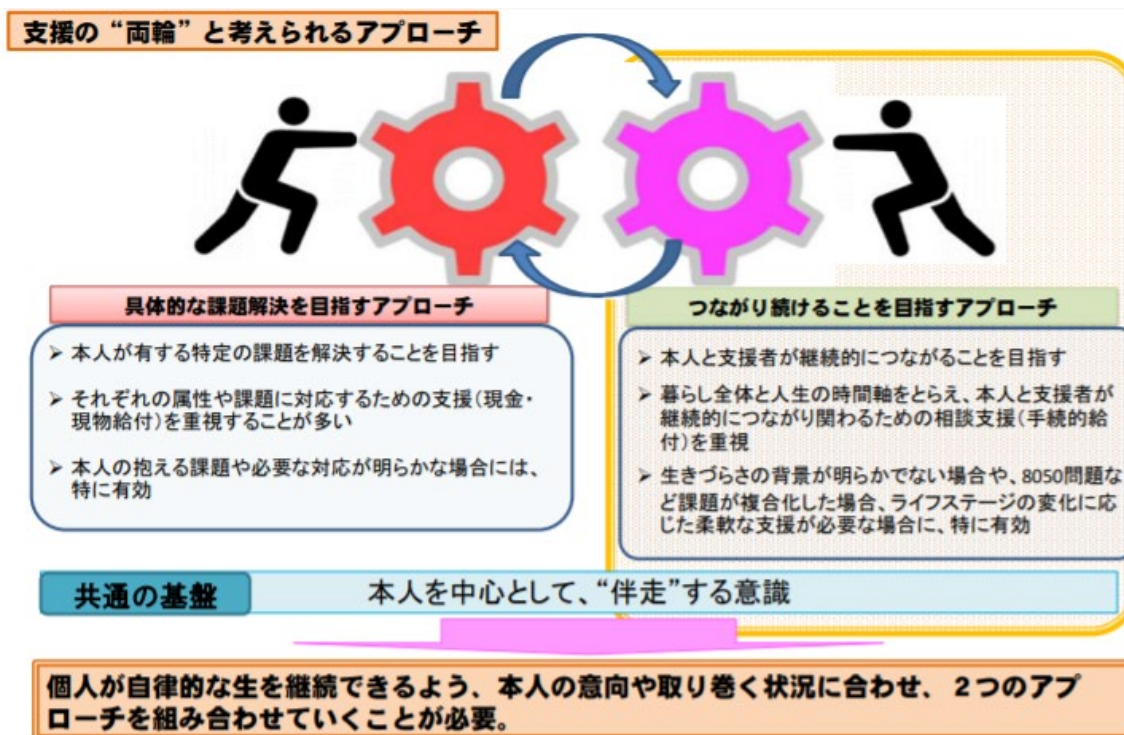 支援の“両輪”と考えられるアプローチ
具体的な課題解決を目指すアプローチ
➢ 本人が有する特定の課題を解決することを目指す
➢ それぞれの属性や課題に対応するための支援(現金・
現物給付)を重視することが多い
➢ 本人の抱える課題や必要な対応が明らかな場合には、
特に有効
つながり続けることを目指すアプローチ
➢ 本人と支援者が継続的につながることを目指す
➢ 暮らし全体と人生の時間軸をとらえ、本人と支援者が
継続的につながり関わるための相談支援(手続的給
付)を重視
➢ 生きづらさの背景が明らかでない場合や、8050問題な
ど課題が複合化した場合、ライフステージの変化に応
じた柔軟な支援が必要な場合に、特に有効
共通の基盤
本人を中心として、“伴走”する意識
個人が自律的な生を継続できるよう、本人の意向や取り巻く状況に合わせ、２つのアプ
ローチを組み合わせていくことが必要。